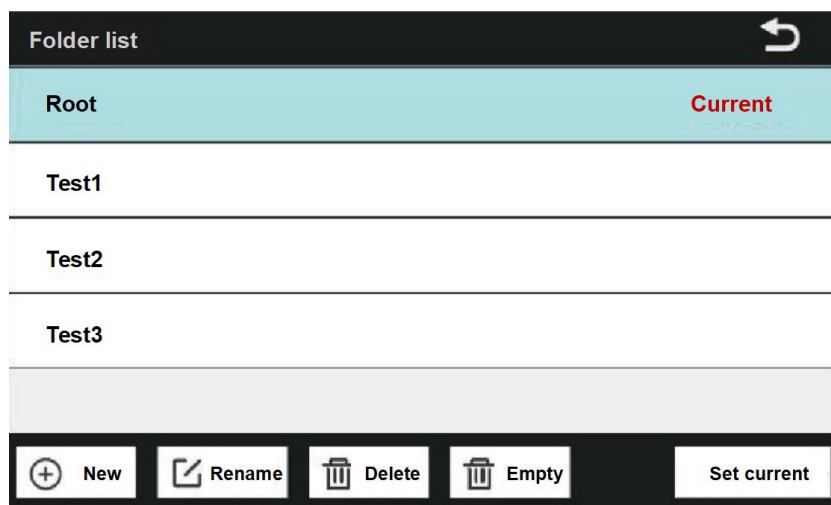 Folder list
Root Current
Test1
Test2
Test3
New Rename Delete Empty Set current